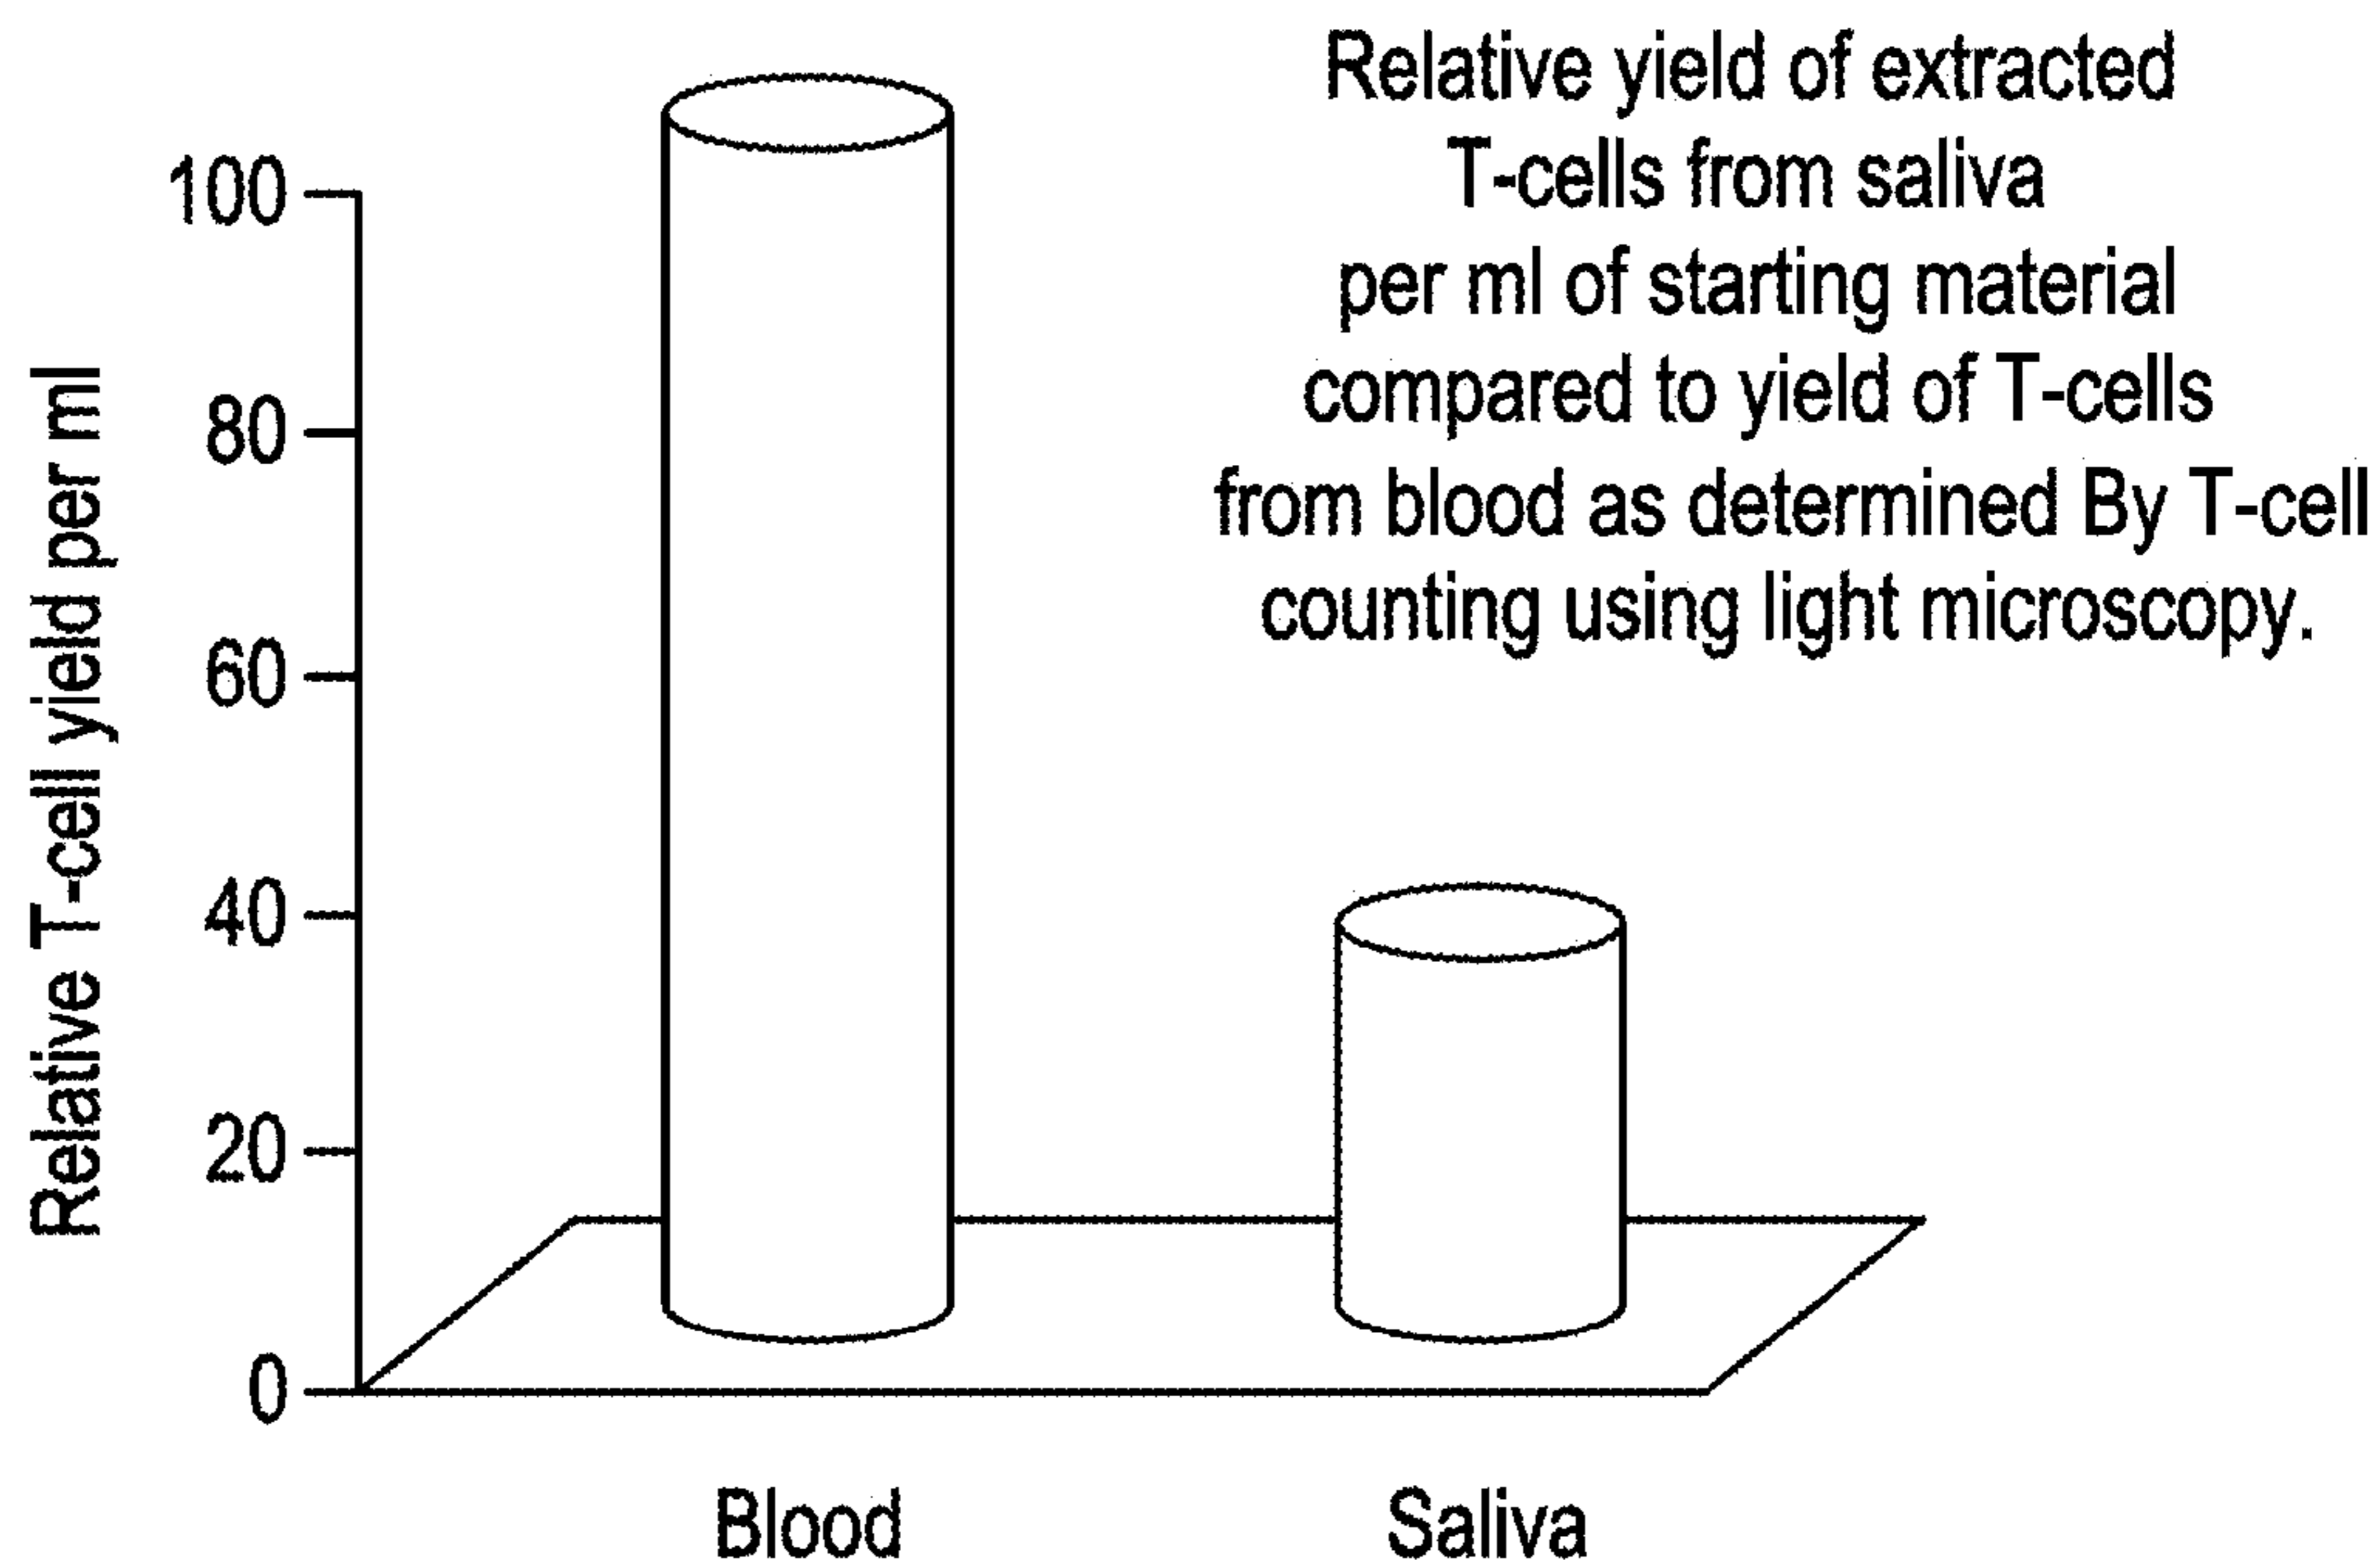 Relative yield of extracted
T-cells from saliva
per ml of starting material
compared to yield of T-cells
from blood as determined By T-cell
counting using light microscopy.
Relative T-cell yield per ml
100
80
60
40
20
0
Blood
Saliva